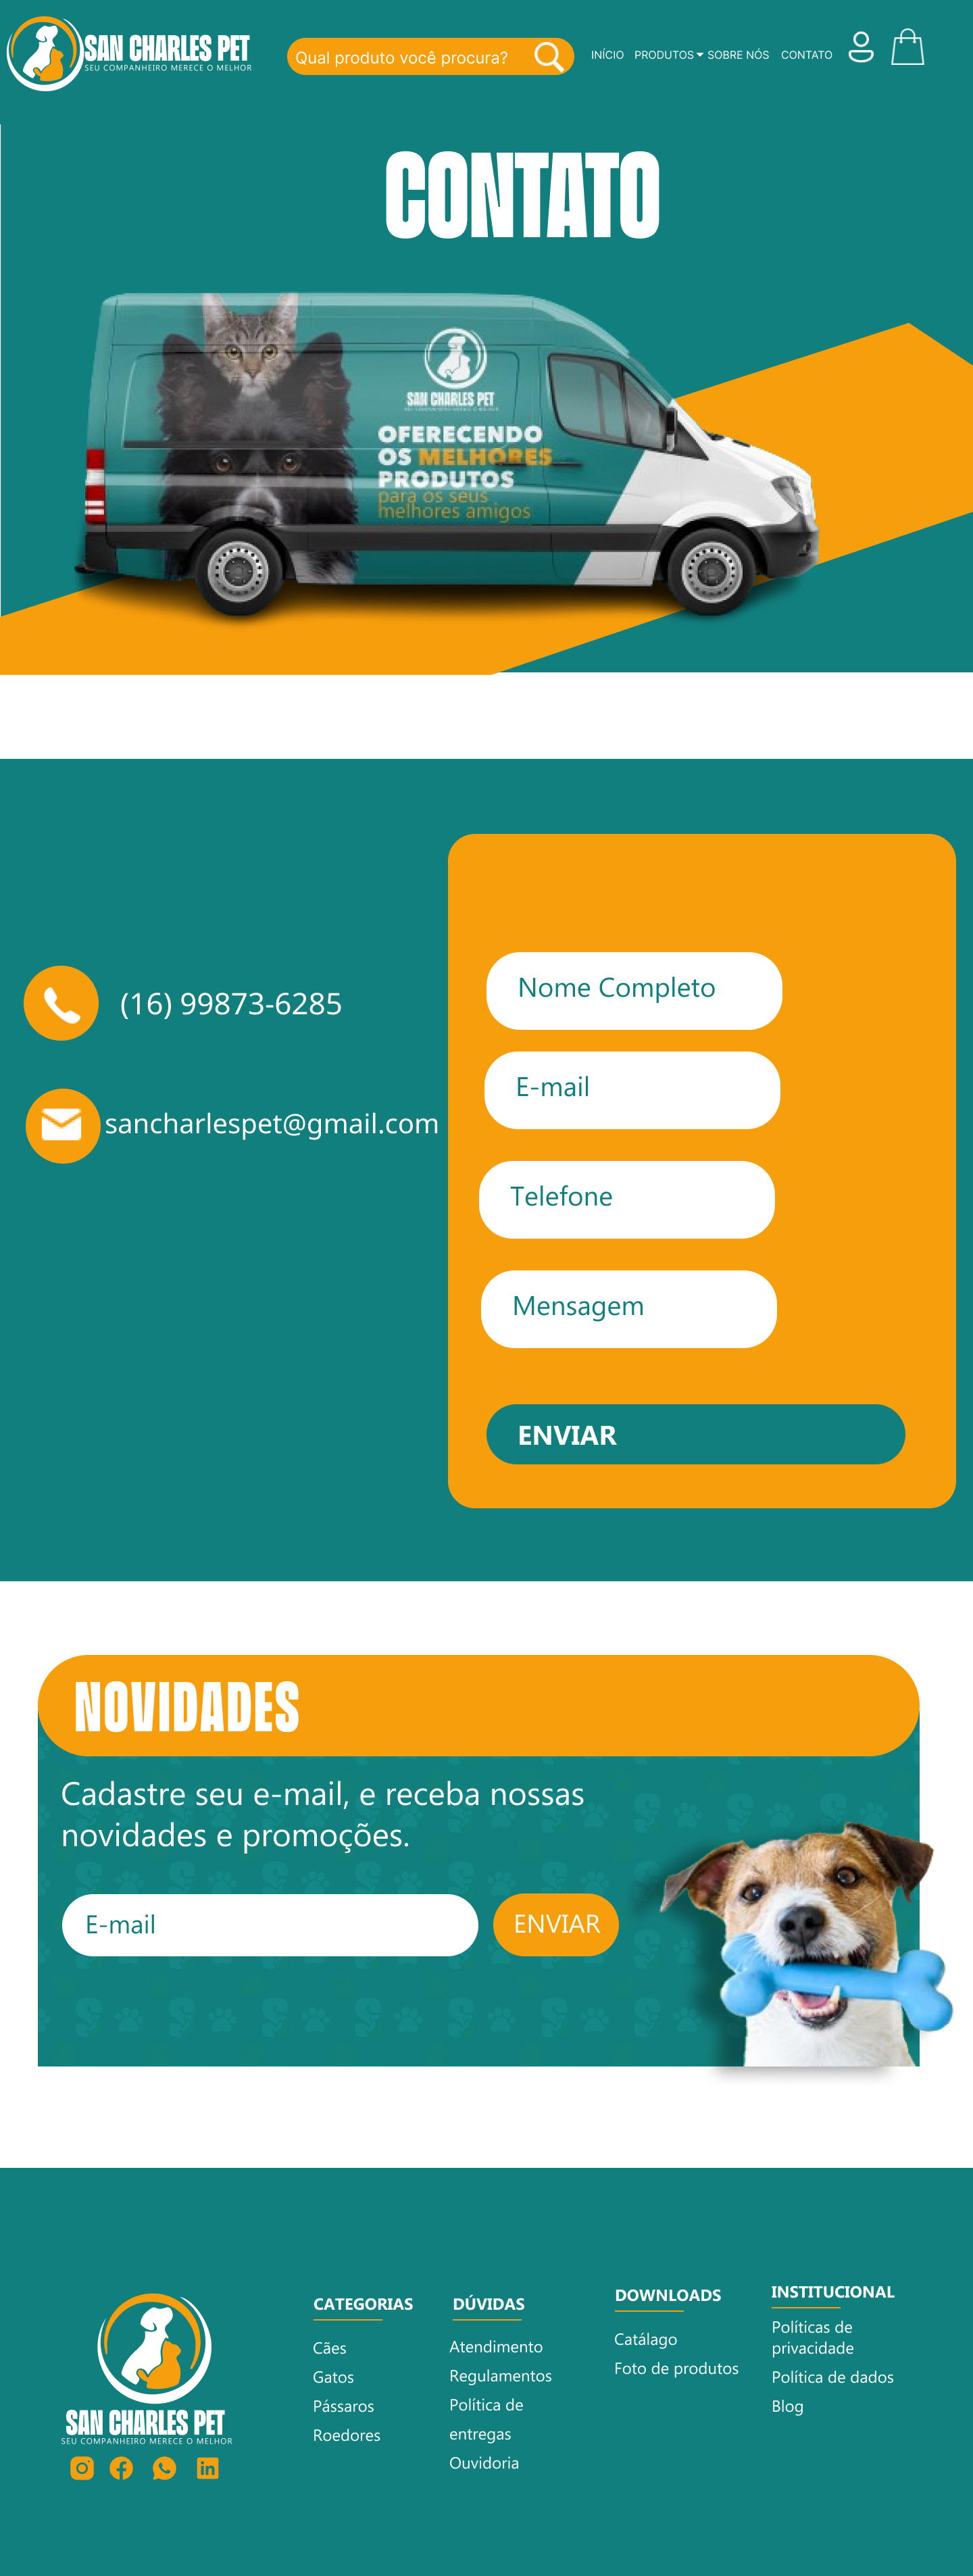 SAN CHARLES PET
SEU COMPANHEIRO MERECE O MELHOR
Qual produto você procura?
INÍCIO PRODUTOS SOBRE NÓS CONTATO
CONTATO
SAN CHARLES PET
SEU COMPANHEIRO MERECE O MELHOR
OFERECENDO
OS MELHORES
PRODUTOS
para os seus
melhores amigos
(16) 99873-6285
sancharlespet@gmail.com
Nome Completo
E-mail
Telefone
Mensagem
ENVIAR
NOVIDADES
Cadastre seu e-mail, e receba nossas
novidades e promoções.
E-mail
ENVIAR
SAN CHARLES PET
SEU COMPANHEIRO MERECE O MELHOR
CATEGORIAS
Cães
Gatos
Pássaros
Roedores
DÚVIDAS
Atendimento
Regulamentos
Política de
entregas
Ouvidoria
DOWNLOADS
Catálago
Foto de produtos
INSTITUCIONAL
Políticas de
privacidade
Política de dados
Blog